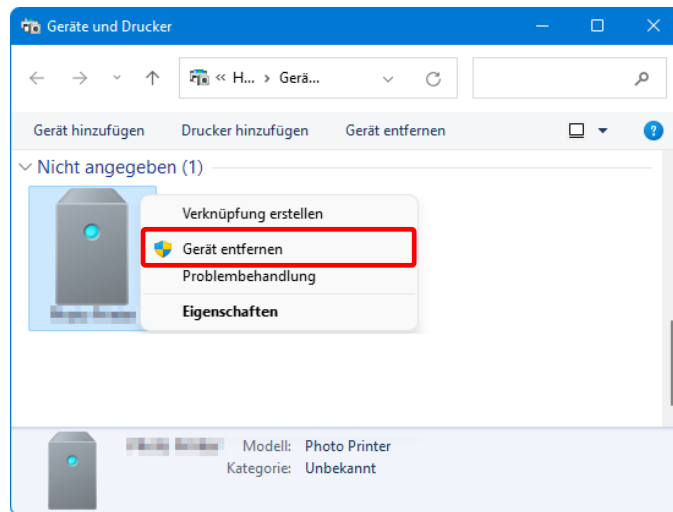 Geräte und Drucker
« H... › Gerä...
Gerät hinzufügen Drucker hinzufügen Gerät entfernen ?
Nicht angegeben (1)
Verknüpfung erstellen
Gerät entfernen
Problembehandlung
Eigenschaften
Modell: Photo Printer
Kategorie: Unbekannt